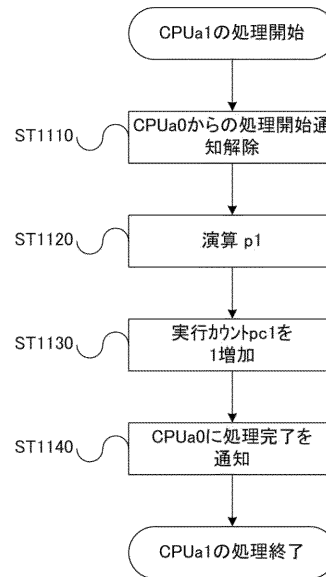 CPUa1の処理開始
ST1110
CPUa0からの処理開始通
知解除
ST1120
演算 p1
ST1130
実行カウントpc1を
1増加
ST1140
CPUa0に処理完了を
通知
CPUa1の処理終了